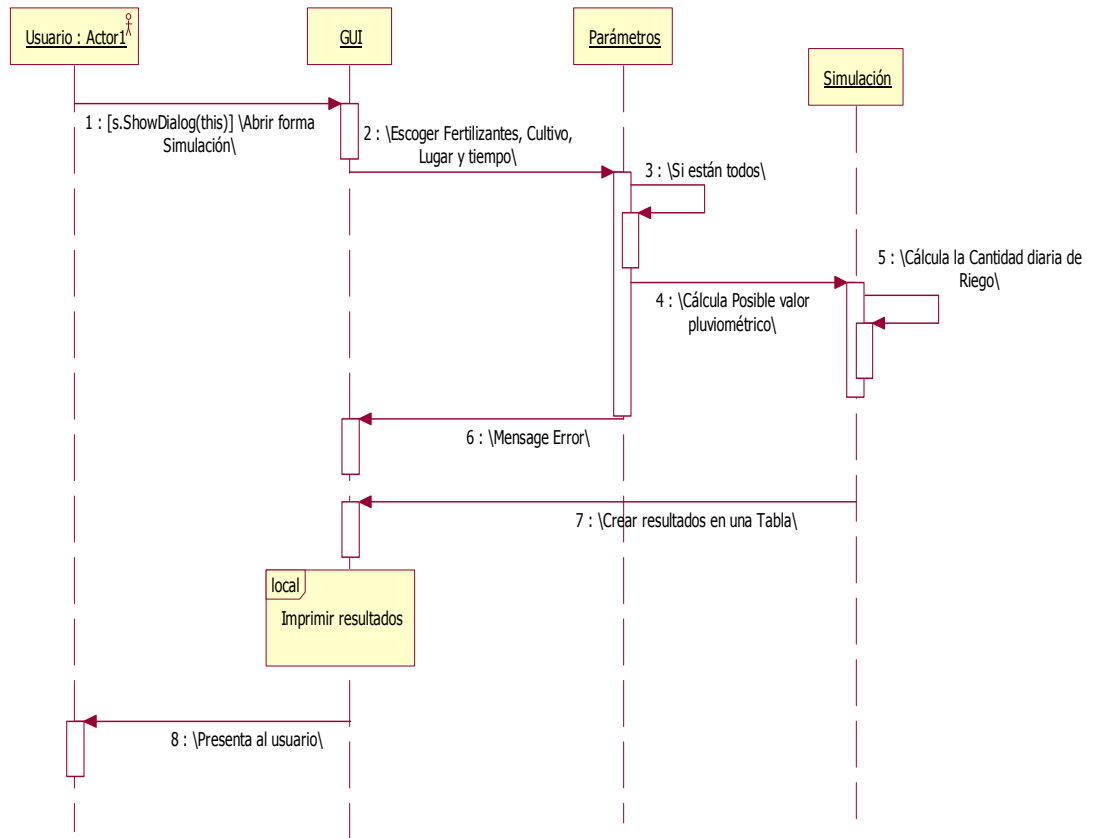 Usuario : Actor1
GUI
Parámetros
Simulación
1 : [s.ShowDialog(this)] \Abrir forma
Simulación\
2 : \Escoger Fertilizantes, Cultivo,
Lugar y tiempo\
3 : \Si están todos\
4 : \Cálcula Posible valor
pluviométrico\
5 : \Cálcula la Cantidad diaria de
Riego\
6 : \Mensage Error\
7 : \Crear resultados en una Tabla\
local
Imprimir resultados
8 : \Presenta al usuario\